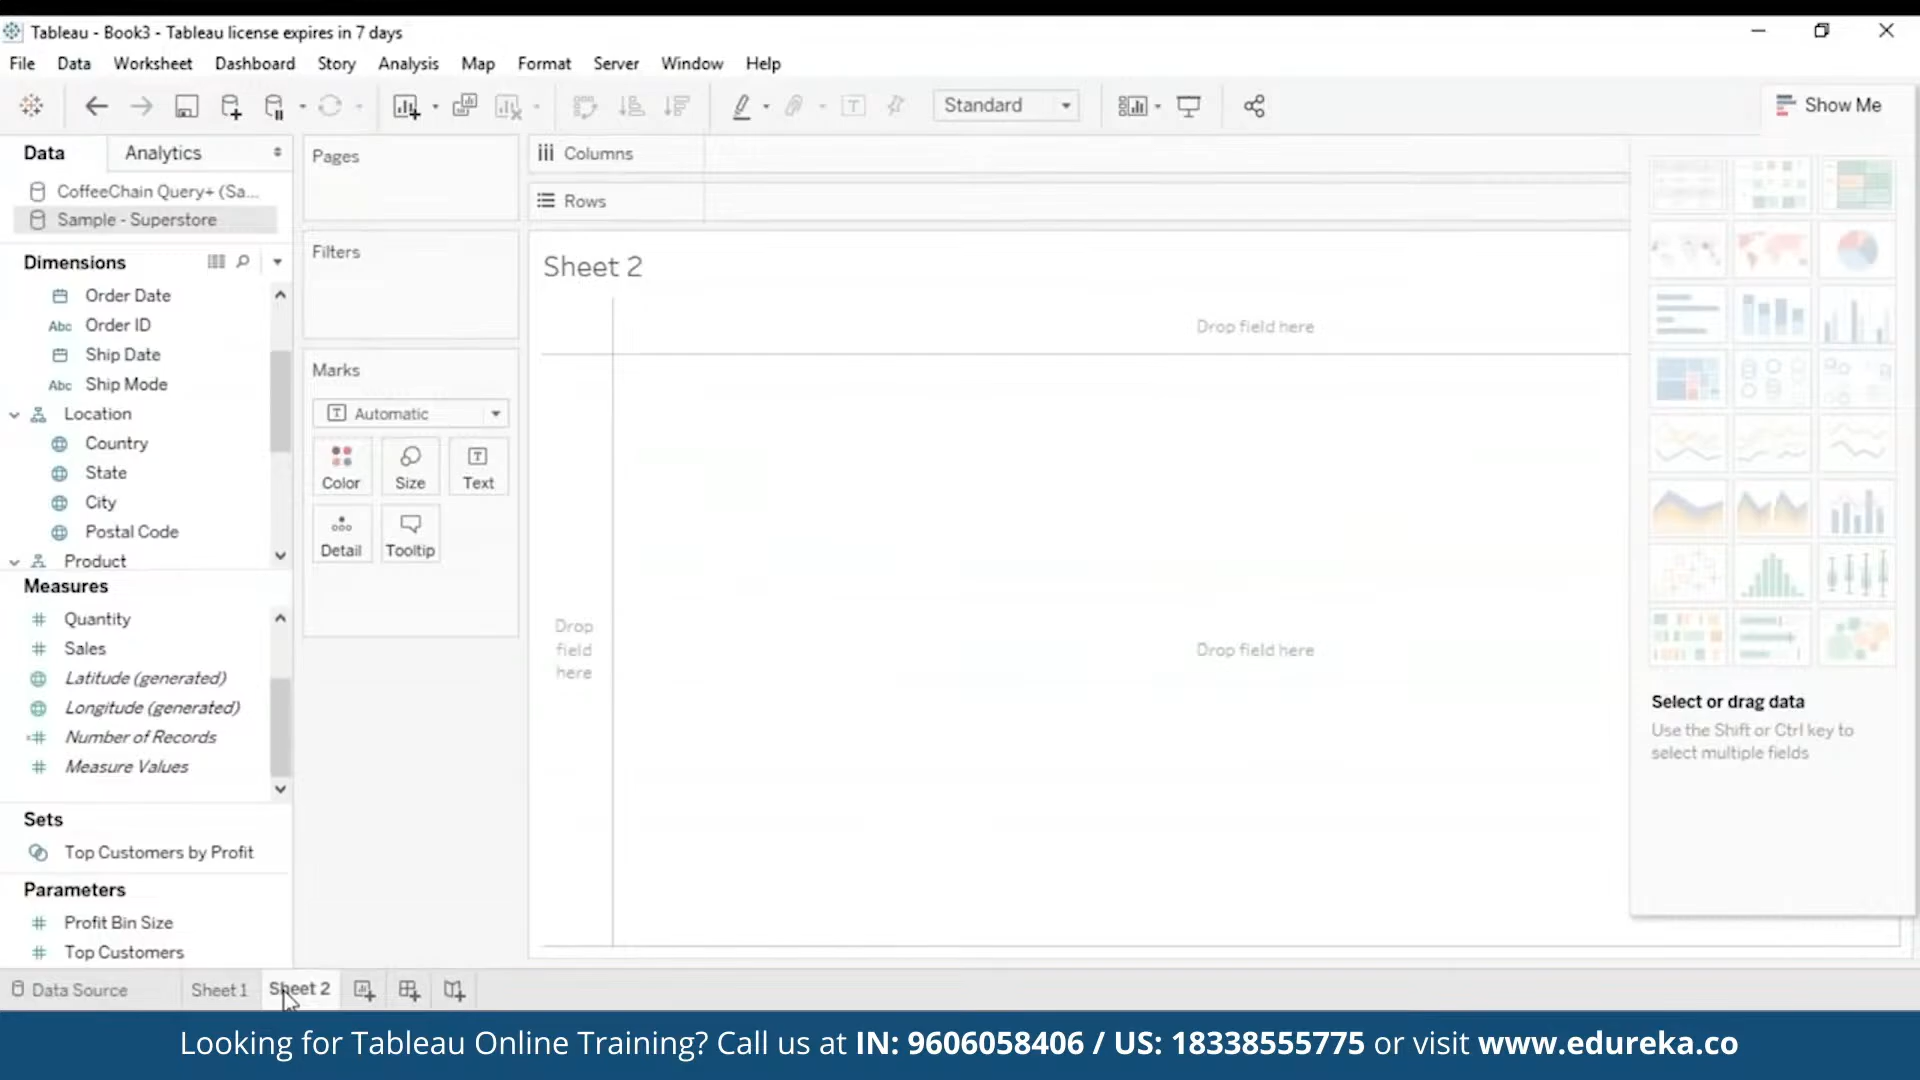 Tableau - Book3 - Tableau license expires in 7 days
File Data Worksheet Dashboard Story Analysis Map Format Server Window Help
Standard
Show Me
Data Analytics
CoffeeChain Query+ (Sa...
Sample - Superstore
Dimensions
Order Date
Abc Order ID
Ship Date
Abc Ship Mode
Location
Country
State
City
Postal Code
Product
Measures
Quantity
Sales
Latitude (generated)
Longitude (generated)
Number of Records
Measure Values
Sets
Top Customers by Profit
Parameters
Profit Bin Size
Top Customers
Pages
Filters
Marks
Automatic
Color Size Text
Detail Tooltip
Columns
Rows
Sheet 2
Drop field here
Drop
field
here
Drop field here
Select or drag data
Use the Shift or Ctrl key to
select multiple fields
Data Source Sheet 1 Sheet 2
Looking for Tableau Online Training? Call us at IN: 9606058406 / US: 18338555775 or visit www.edureka.co